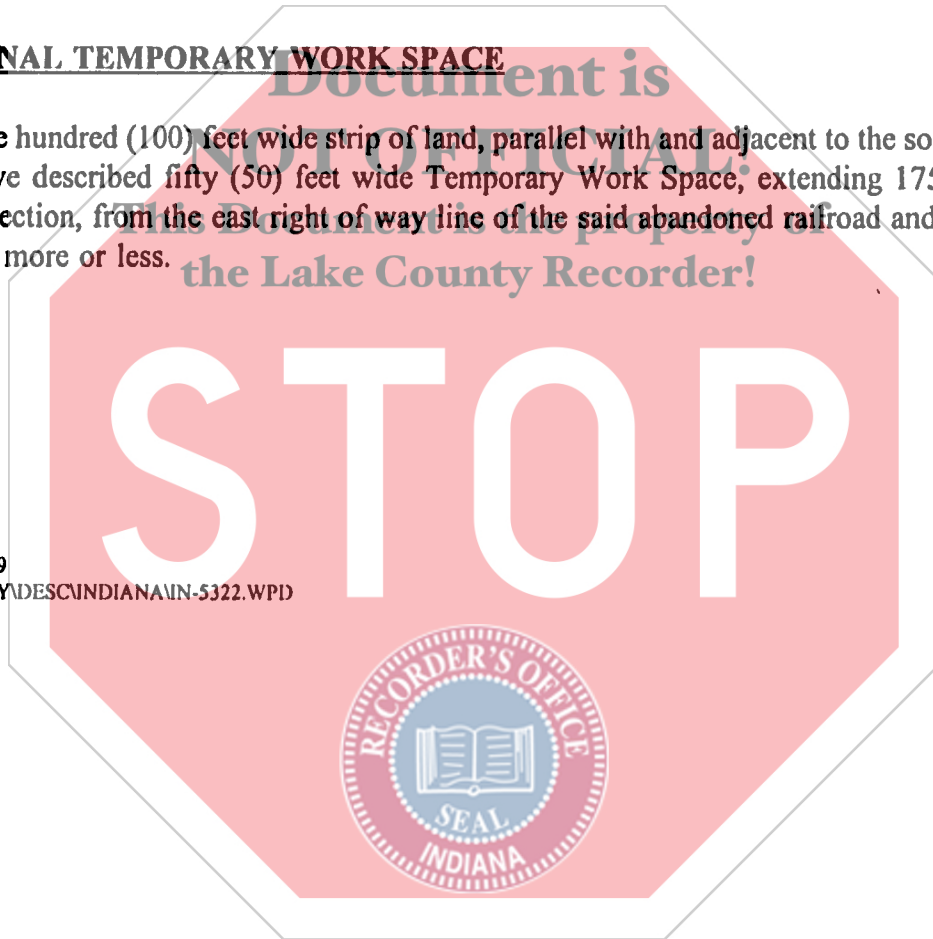 NAL TEMPORARY WORK SPACE
Document is
e hundred (100) feet wide strip of land, parallel with and adjacent to the so
NOT OFFICIAL!
ve described fifty (50) feet wide Temporary Work Space, extending 175
This Document is the property of
ection, from the east right of way line of the said abandoned railroad and
more or less.
the Lake County Recorder!
STOP
9
Y\DESC\INDIANA\IN-5322.WPD
RECORDER'S OFFICE
SEAL
INDIANA